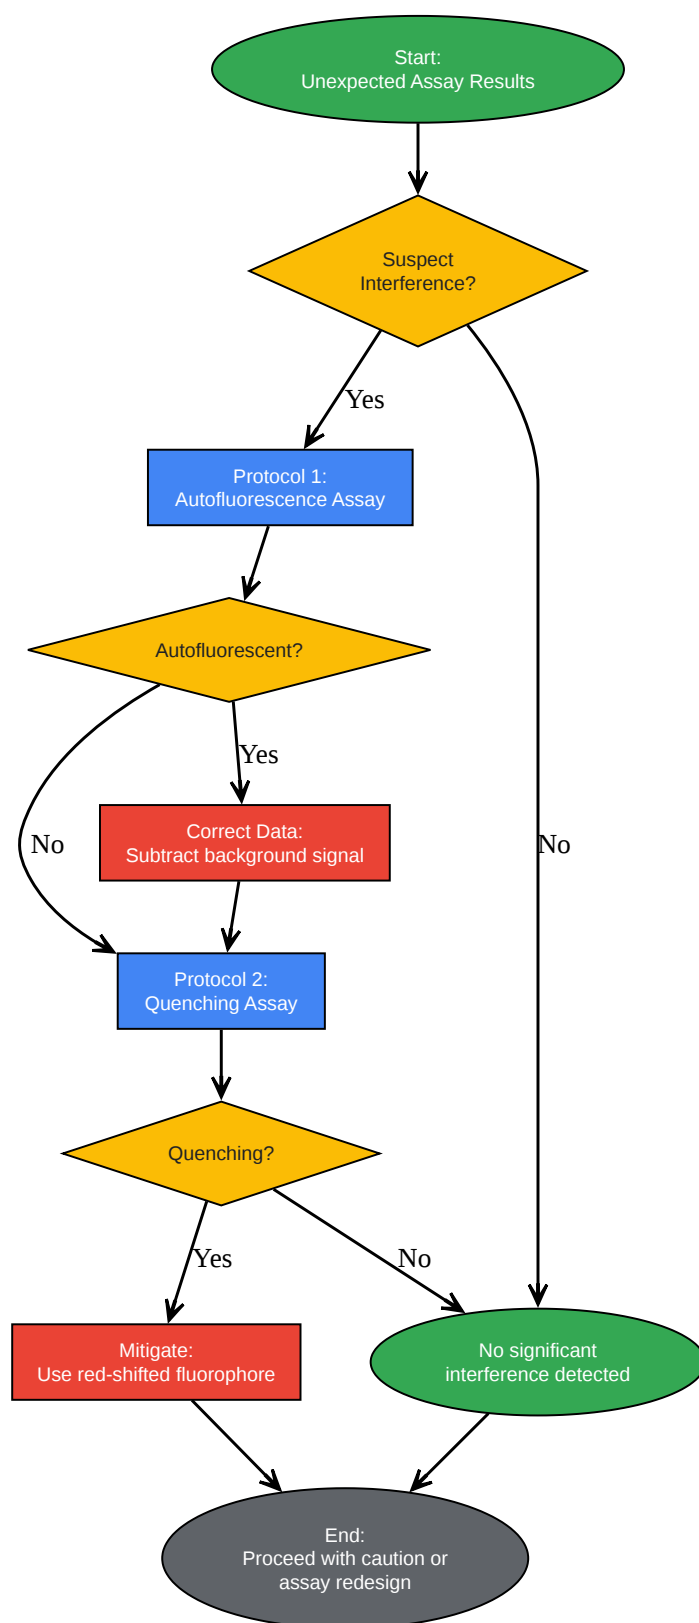 Start:
Unexpected Assay Results
Suspect
Interference?
Yes
Protocol 1:
Autofluorescence Assay
Autofluorescent?
Yes
Correct Data:
Subtract background signal
No
No
Protocol 2:
Quenching Assay
Quenching?
Yes
No
Mitigate:
Use red-shifted fluorophore
No significant
interference detected
End:
Proceed with caution or
assay redesign